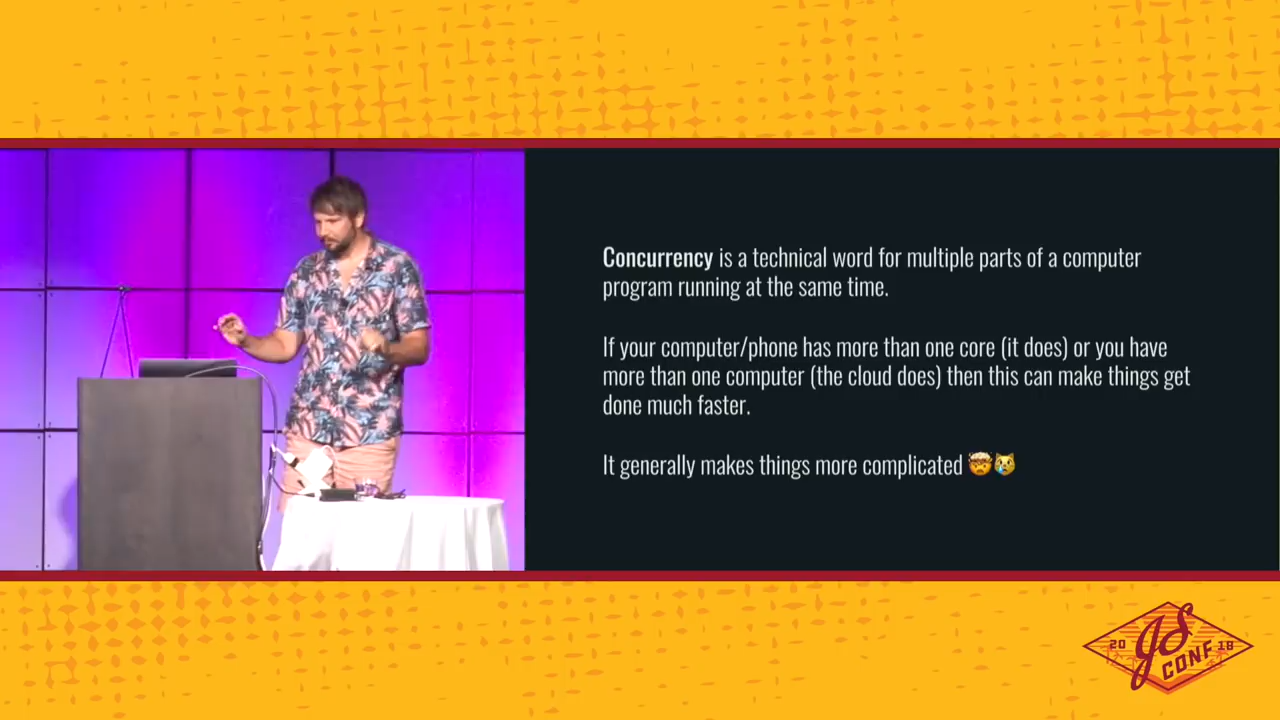 Concurrency is a technical word for multiple parts of a computer
program running at the same time.
If your computer/phone has more than one core (it does) or you have
more than one computer (the cloud does) then this can make things get
done much faster.
It generally makes things more complicated 🤯😿
20 JS CONF 18